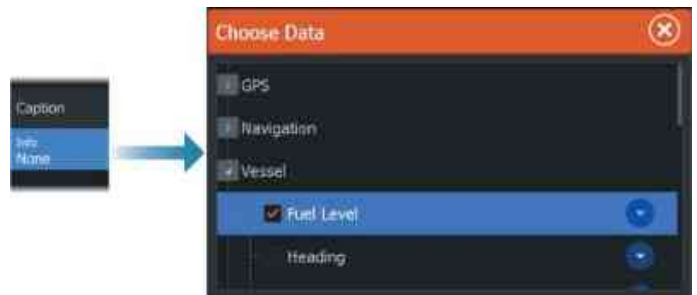 Caption
Info
None
Choose Data
GPS
Navigation
Vessel
Fuel Level
Heading